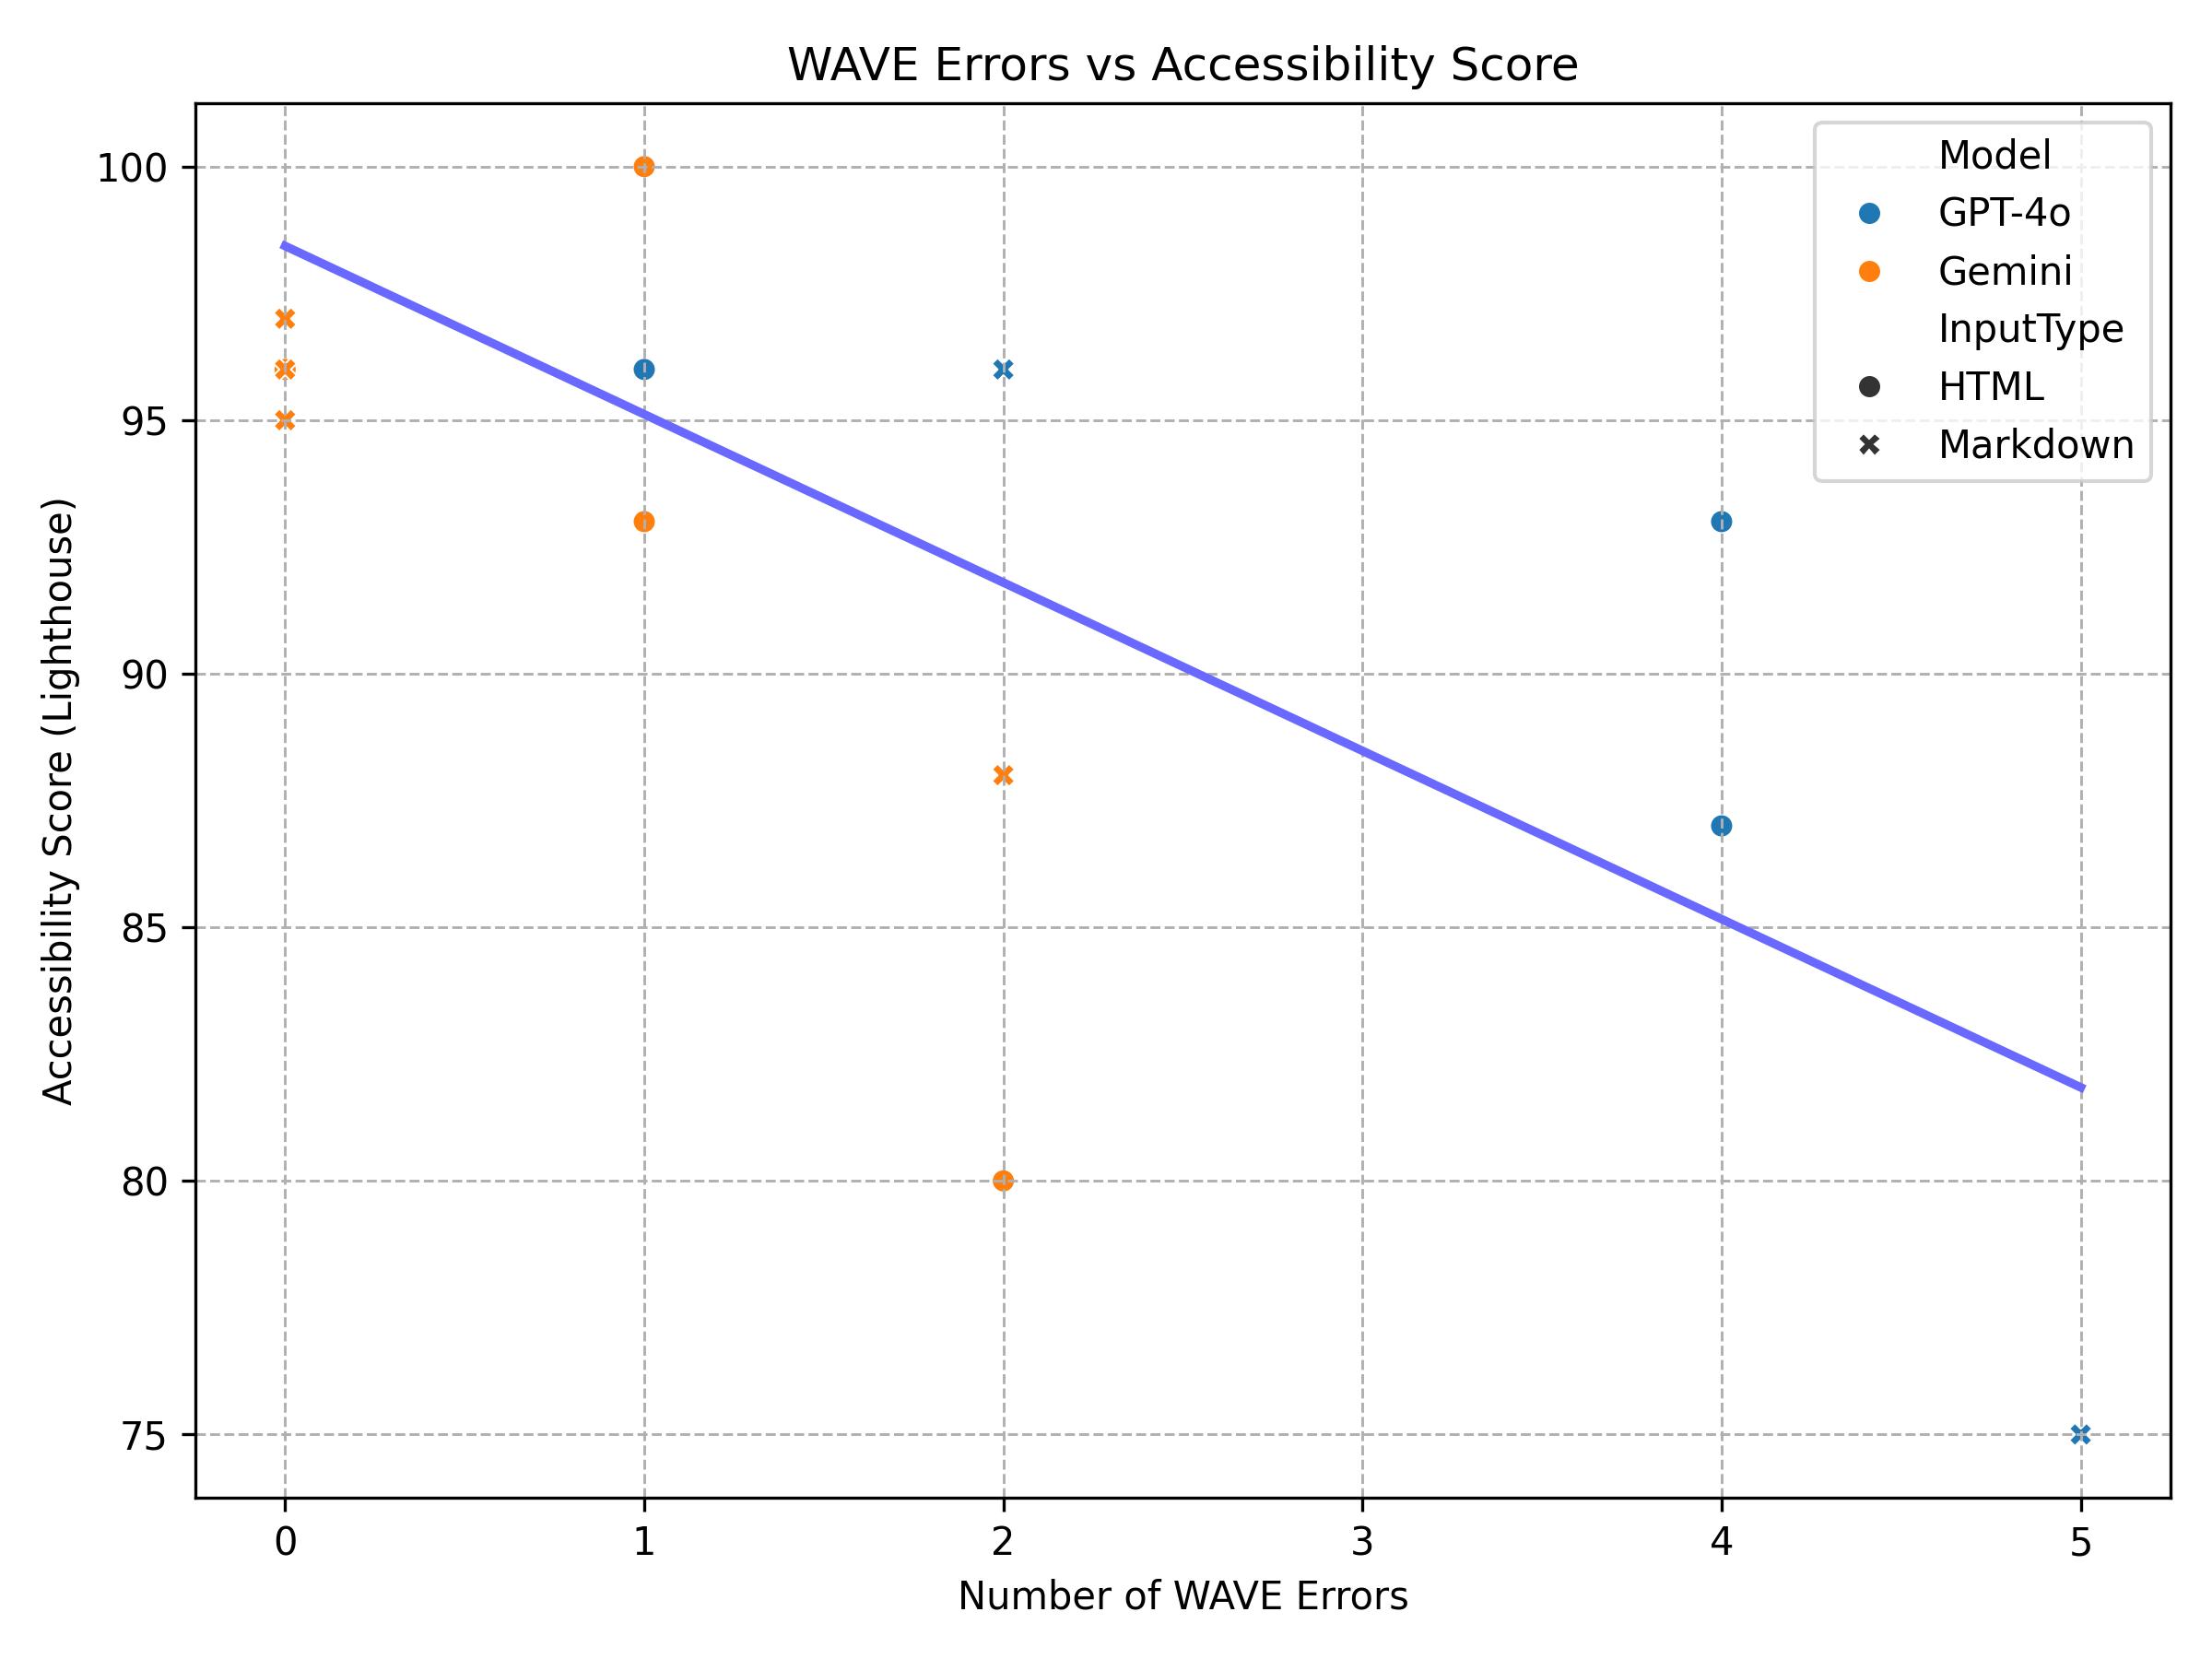 WAVE Errors vs Accessibility Score
Accessibility Score (Lighthouse)
100
95
90
85
80
75
Model
GPT-4o
Gemini
InputType
HTML
Markdown
0 1 2 3 4 5
Number of WAVE Errors